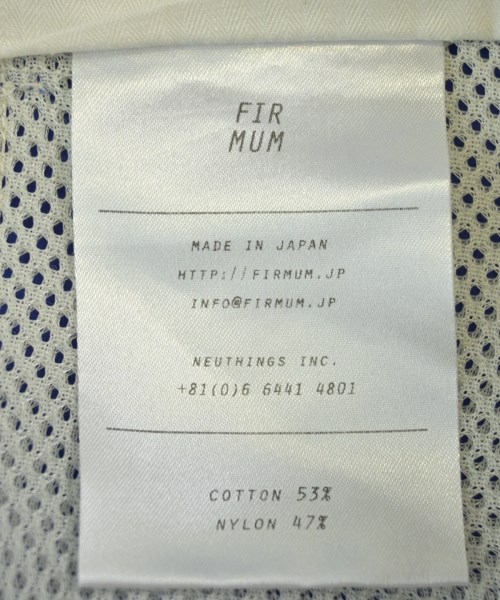 FIR
MUM
MADE IN JAPAN
HTTP://FIRMUM.JP
INFO@FIRMUM.JP
NEUTHINGS INC.
+81(0)6 6441 4801
COTTON 53%
NYLON 47%